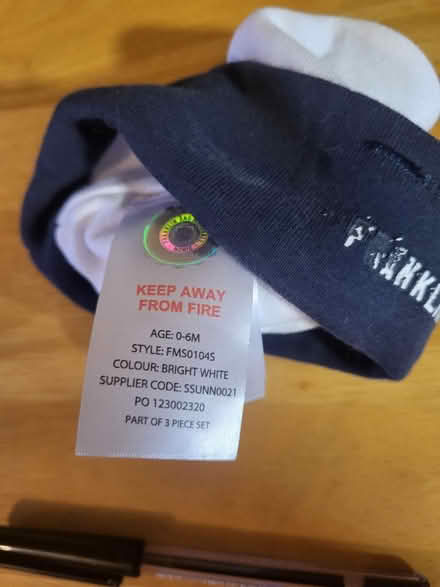 KEEP AWAY
FROM FIRE
AGE: 0-6M
STYLE: FMS0104S
COLOUR: BRIGHT WHITE
SUPPLIER CODE: SSUNN0021
PO 123002320
PART OF 3 PIECE SET